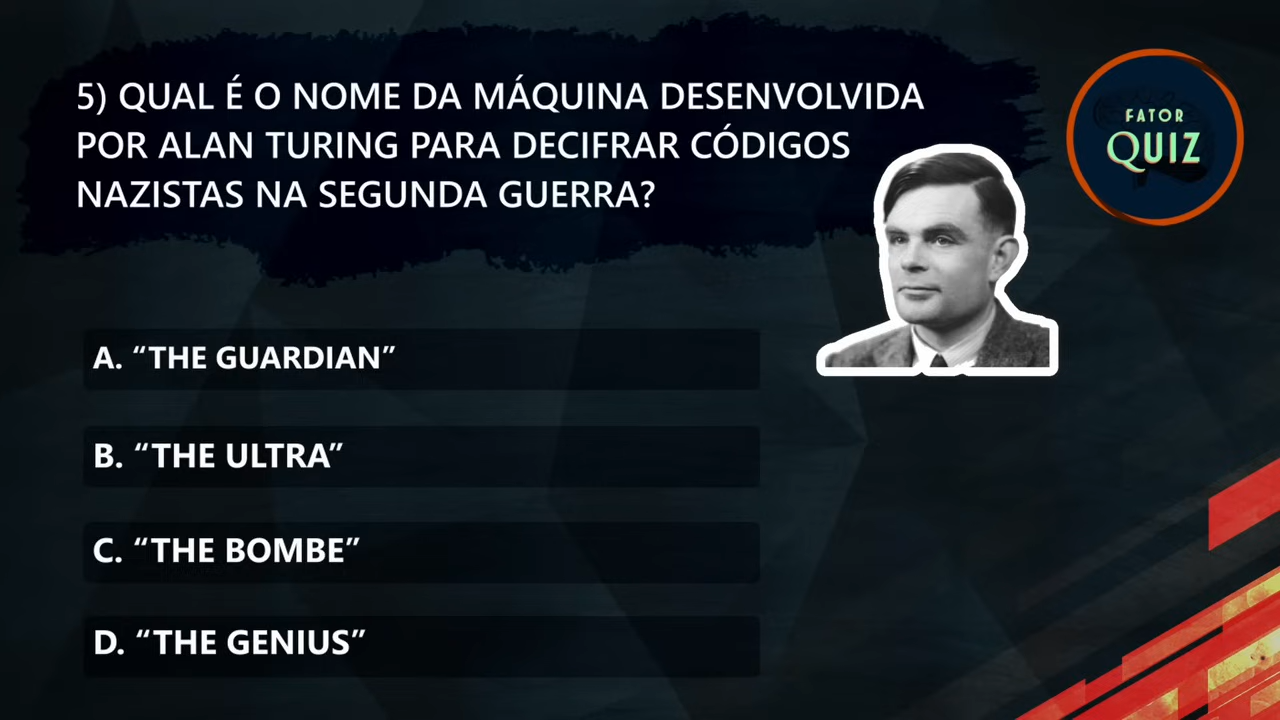 5) QUAL É O NOME DA MÁQUINA DESENVOLVIDA
POR ALAN TURING PARA DECIFRAR CÓDIGOS
NAZISTAS NA SEGUNDA GUERRA?
FATOR
QUIZ
A. “THE GUARDIAN”
B. “THE ULTRA”
C. “THE BOMBE”
D. “THE GENIUS”